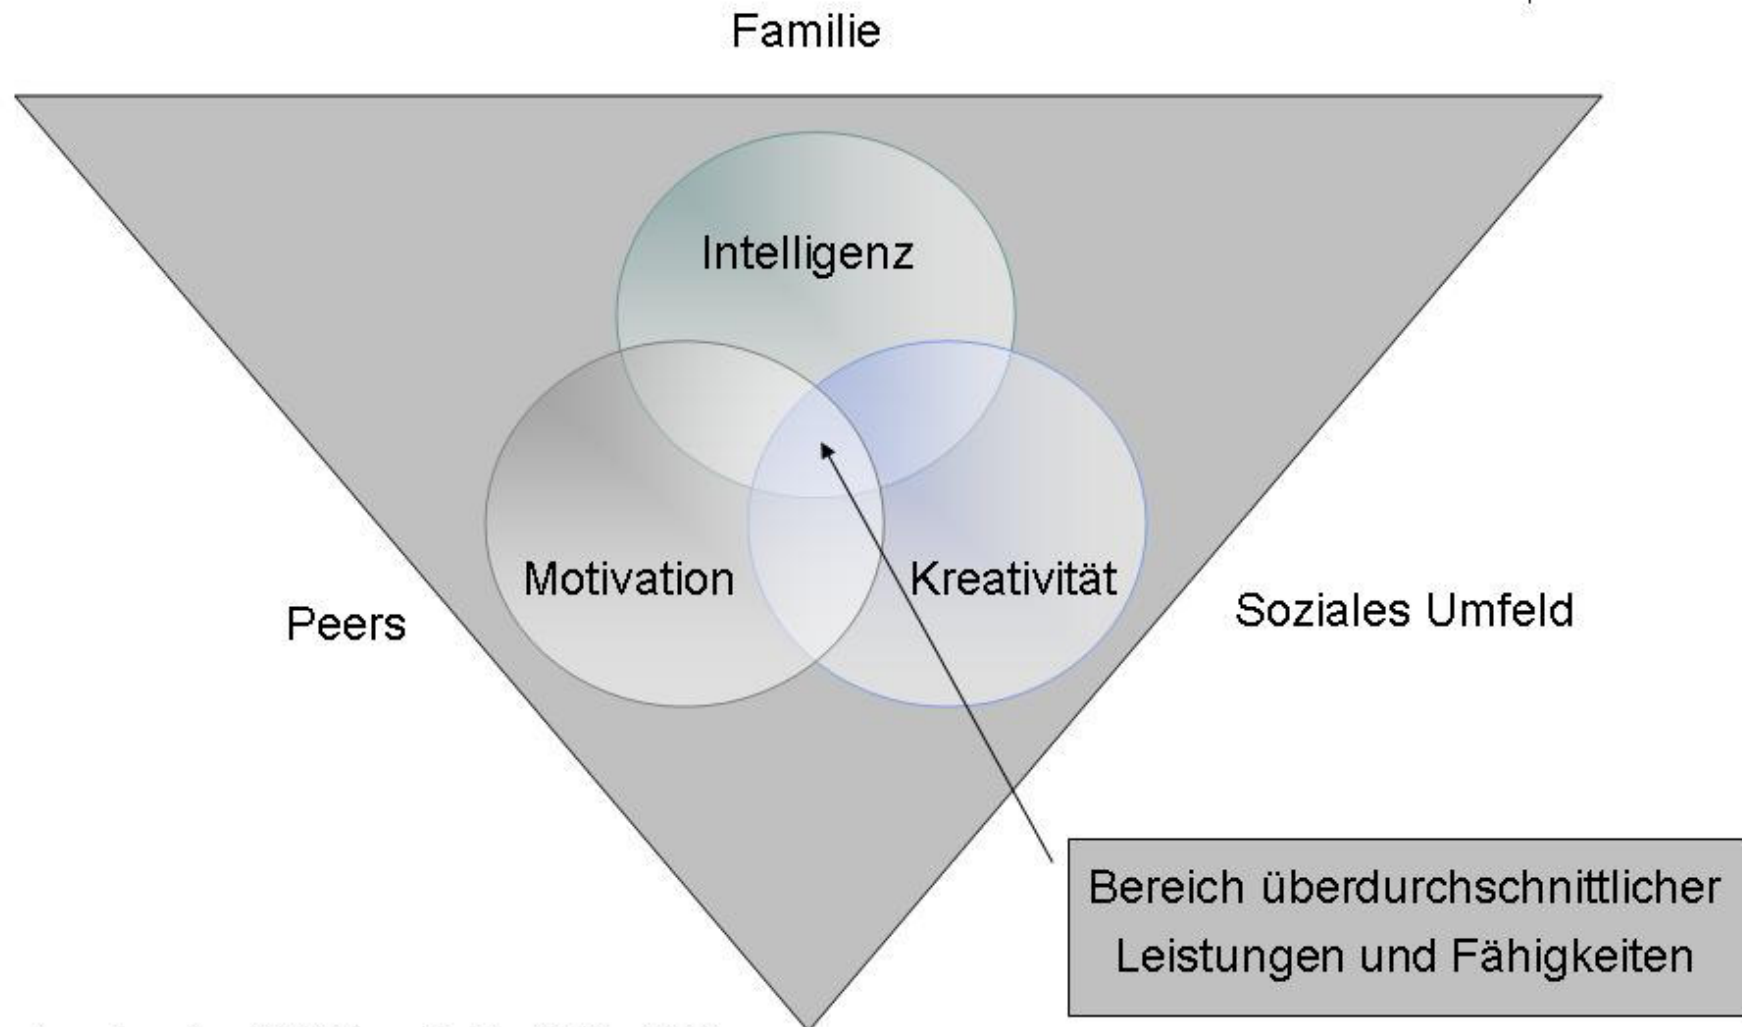 Familie
Intelligenz
Motivation
Kreativität
Peers
Soziales Umfeld
Bereich überdurchschnittlicher
Leistungen und Fähigkeiten